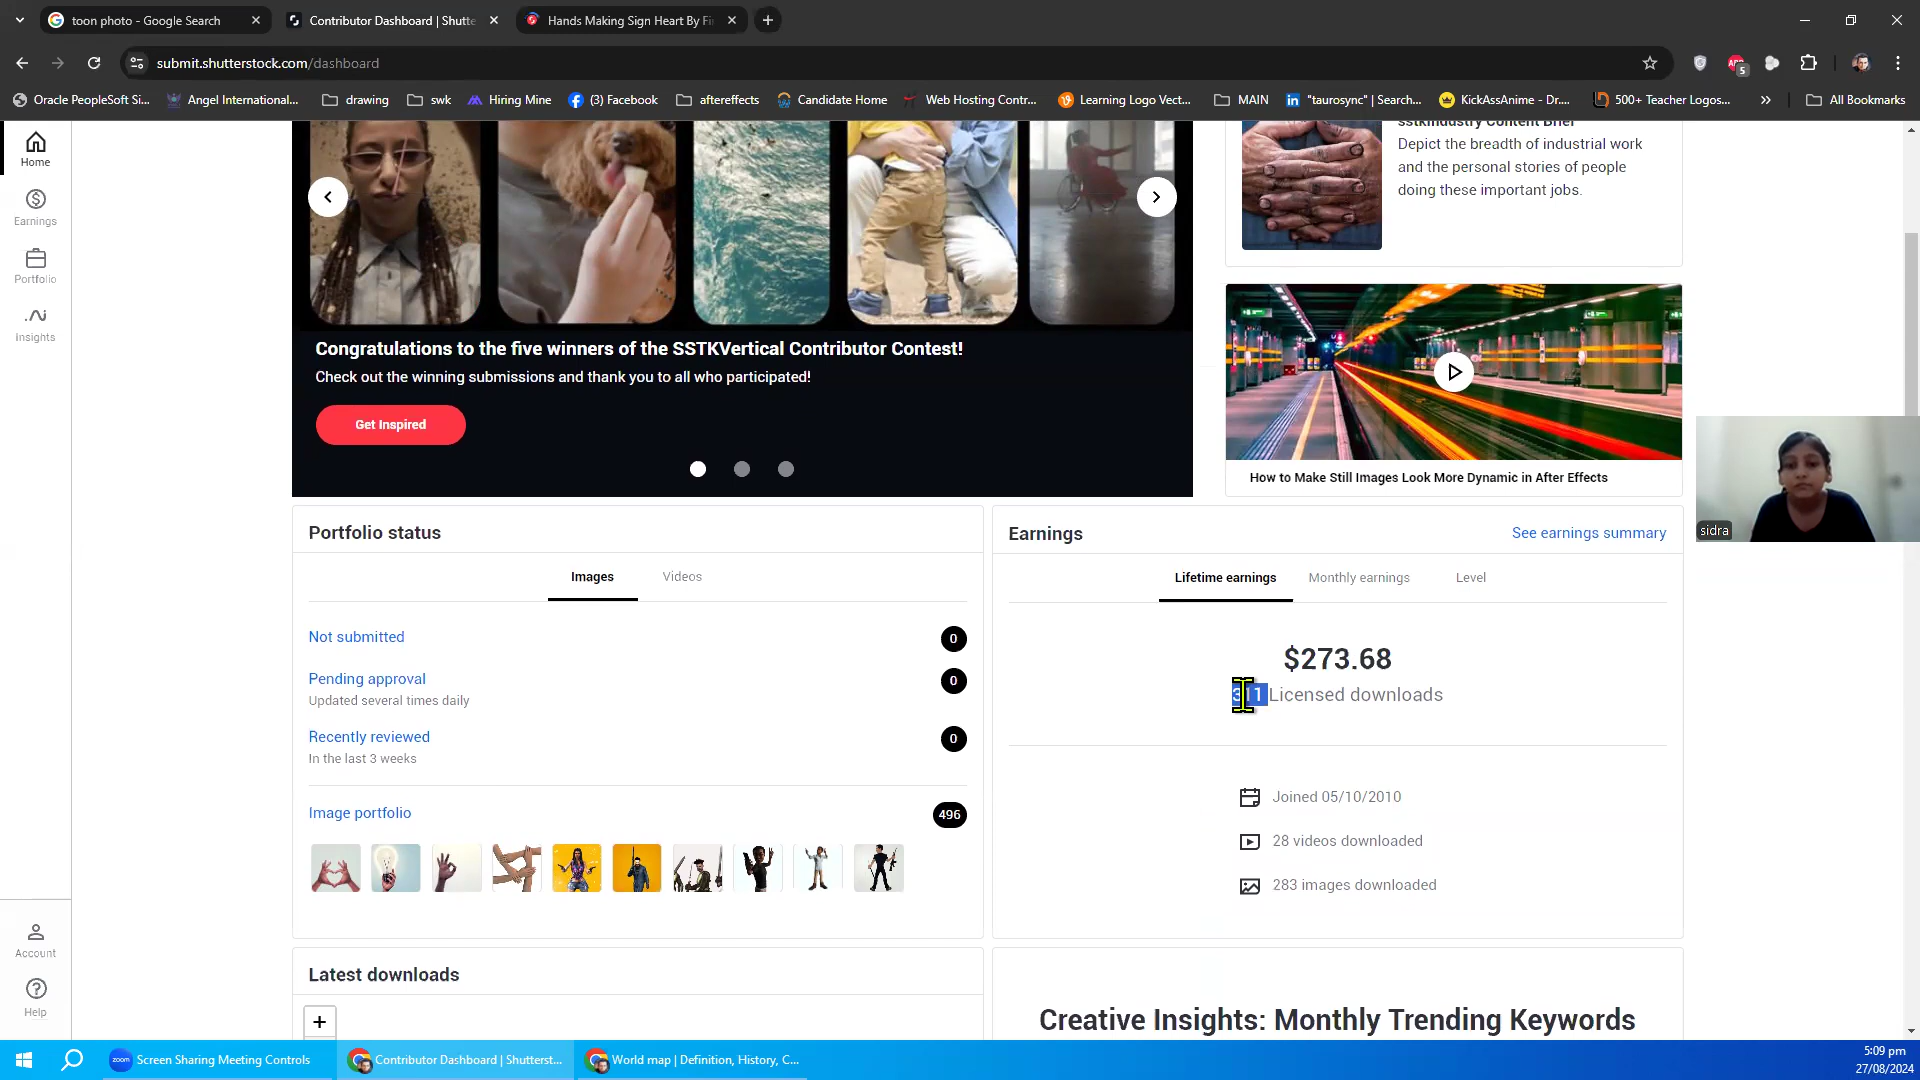 toon photo - Google Search
Contributor Dashboard | Shutte
Hands Making Sign Heart By Fi
submit.shutterstock.com/dashboard
Oracle PeopleSoft Si...
Angel International...
drawing
swk
Hiring Mine
(3) Facebook
aftereffects
Candidate Home
Web Hosting Contr...
Learning Logo Vect...
MAIN
"taurosync" | Search...
KickAssAnime - Dr....
500+ Teacher Logos...
All Bookmarks
Home
Earnings
Portfolio
Insights
Account
Help
Congratulations to the five winners of the SSTKVertical Contributor Contest!
Check out the winning submissions and thank you to all who participated!
Get Inspired
sstkindustry Content Brief
Depict the breadth of industrial work
and the personal stories of people
doing these important jobs.
How to Make Still Images Look More Dynamic in After Effects
sidra
Portfolio status
Images
Videos
Not submitted
0
Pending approval
0
Updated several times daily
Recently reviewed
0
In the last 3 weeks
Image portfolio
496
Earnings
See earnings summary
Lifetime earnings
Monthly earnings
Level
$273.68
311 Licensed downloads
Joined 05/10/2010
28 videos downloaded
283 images downloaded
Latest downloads
+
Creative Insights: Monthly Trending Keywords
zoom
Screen Sharing Meeting Controls
Contributor Dashboard | Shutterst...
World map | Definition, History, C...
5:09 pm
27/08/2024